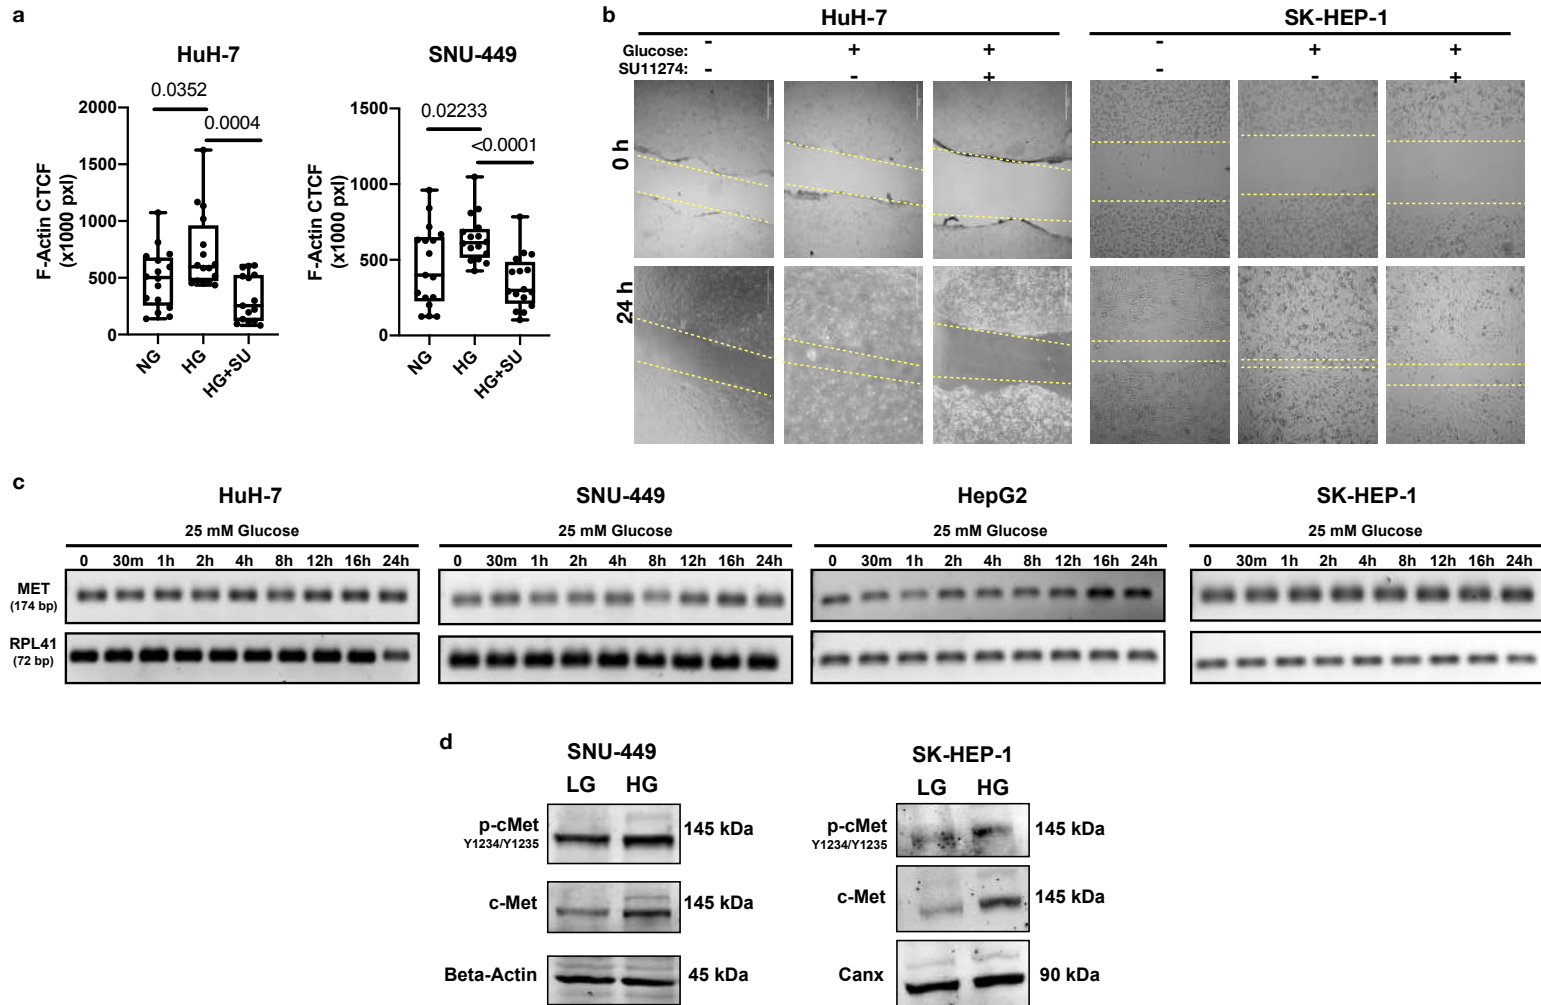 a
HuH-7
SNU-449
F-Actin CTCF
(x1000 pxl)
2000
1500
1000
500
0
0.0352
0.0004
NG
HG
HG+SU
F-Actin CTCF
(x1000 pxl)
1500
1000
500
0
0.02233
<0.0001
NG
HG
HG+SU
b
HuH-7
SK-HEP-1
Glucose: - + + - + +
SU11274: - - + - - +
0 h
24 h
c
HuH-7
SNU-449
HepG2
SK-HEP-1
25 mM Glucose
25 mM Glucose
25 mM Glucose
25 mM Glucose
0 30m 1h 2h 4h 8h 12h 16h 24h
0 30m 1h 2h 4h 8h 12h 16h 24h
0 30m 1h 2h 4h 8h 12h 16h 24h
0 30m 1h 2h 4h 8h 12h 16h 24h
MET
(174 bp)
RPL41
(72 bp)
d
SNU-449
LG HG
p-cMet
Y1234/Y1235
145 kDa
c-Met
145 kDa
Beta-Actin
45 kDa
SK-HEP-1
LG HG
p-cMet
Y1234/Y1235
145 kDa
c-Met
145 kDa
Canx
90 kDa